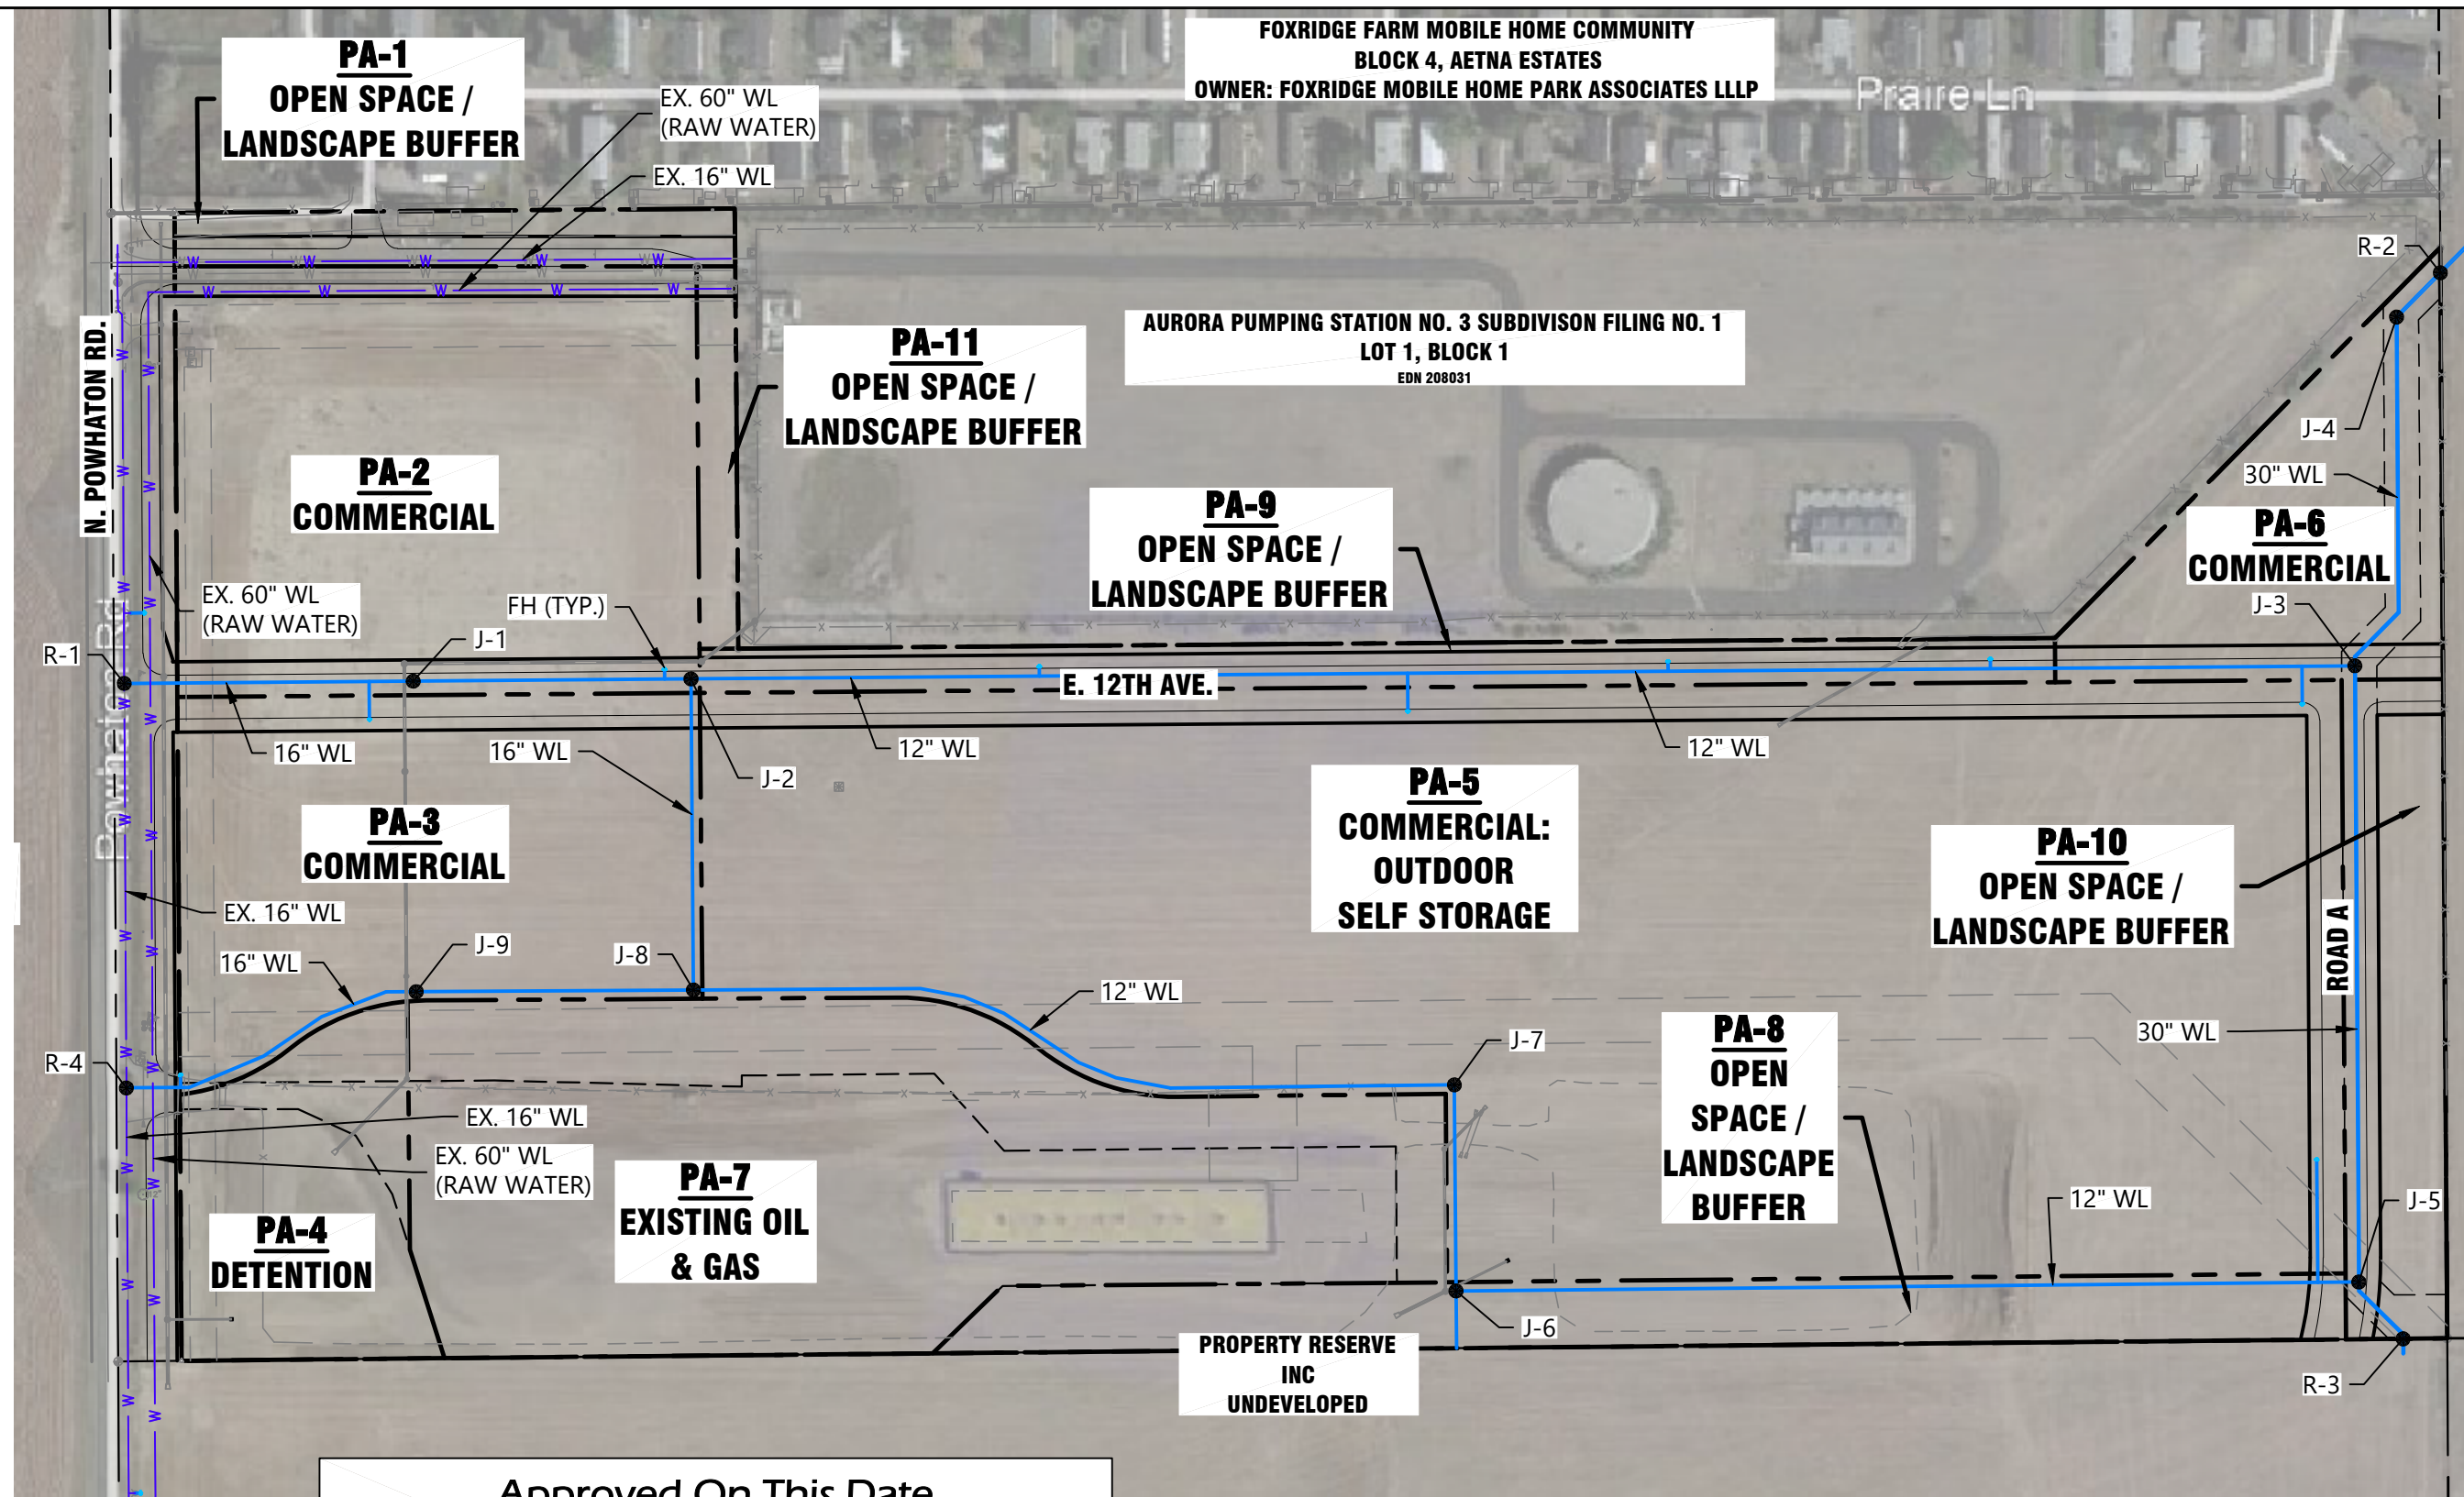 FOXRIDGE FARM MOBILE HOME COMMUNITY
BLOCK 4, AETNA ESTATES
OWNER: FOXRIDGE MOBILE HOME PARK ASSOCIATES LLLP
Praire Ln
PA-1
OPEN SPACE /
LANDSCAPE BUFFER
EX. 60" WL
(RAW WATER)
EX. 16" WL
R-2
AURORA PUMPING STATION NO. 3 SUBDIVISON FILING NO. 1
LOT 1, BLOCK 1
EDN 208031
N. POWHATON RD.
PA-11
OPEN SPACE /
LANDSCAPE BUFFER
J-4
30" WL
PA-2
COMMERCIAL
PA-9
OPEN SPACE /
LANDSCAPE BUFFER
PA-6
COMMERCIAL
EX. 60" WL
(RAW WATER)
FH (TYP.)
J-1
J-3
R-1
Powhaton Rd
E. 12TH AVE.
16" WL
16" WL
J-2
12" WL
12" WL
PA-3
COMMERCIAL
PA-5
COMMERCIAL:
OUTDOOR
SELF STORAGE
PA-10
OPEN SPACE /
LANDSCAPE BUFFER
ROAD A
EX. 16" WL
16" WL
J-9
J-8
12" WL
J-7
30" WL
PA-8
OPEN
SPACE /
LANDSCAPE
BUFFER
R-4
EX. 16" WL
EX. 60" WL
(RAW WATER)
PA-7
EXISTING OIL
& GAS
PA-4
DETENTION
12" WL
J-5
J-6
PROPERTY RESERVE
INC
UNDEVELOPED
R-3
Approved On This Date